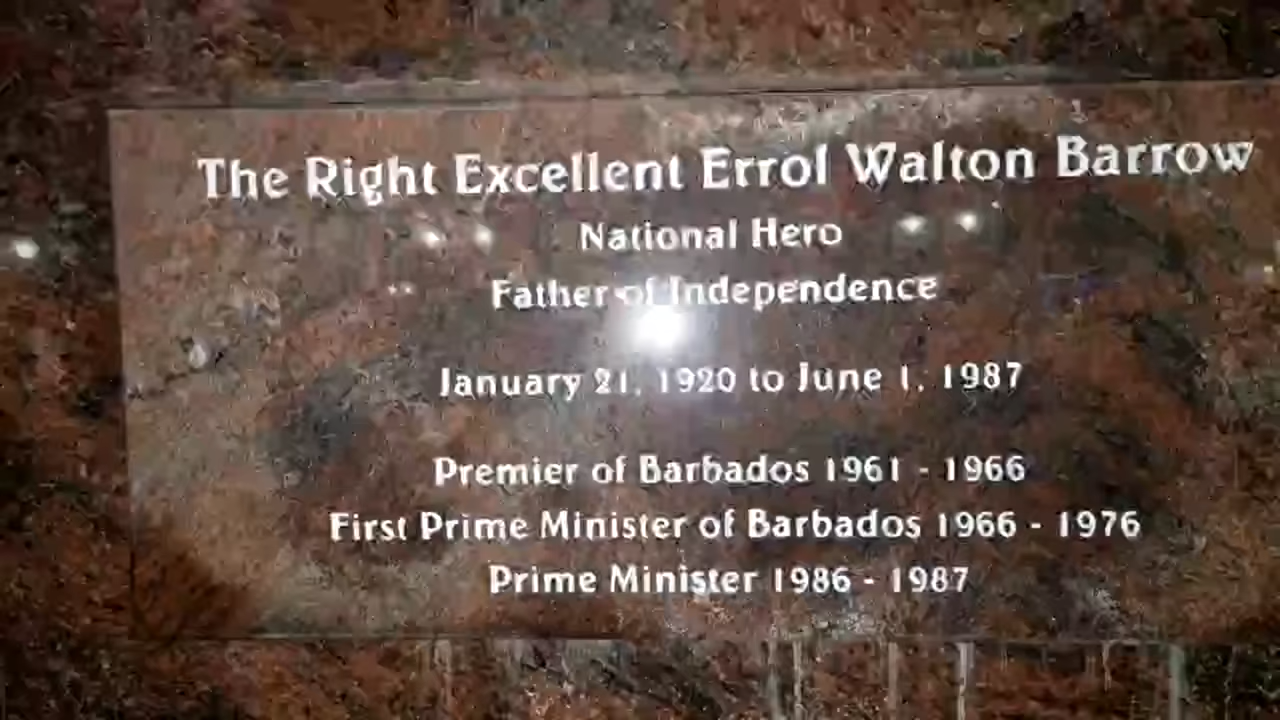 The Right Excellent Errol Walton Barrow
National Hero
Father of Independence
January 21, 1920 to June 1, 1987
Premier of Barbados 1961 - 1966
First Prime Minister of Barbados 1966 - 1976
Prime Minister 1986 - 1987